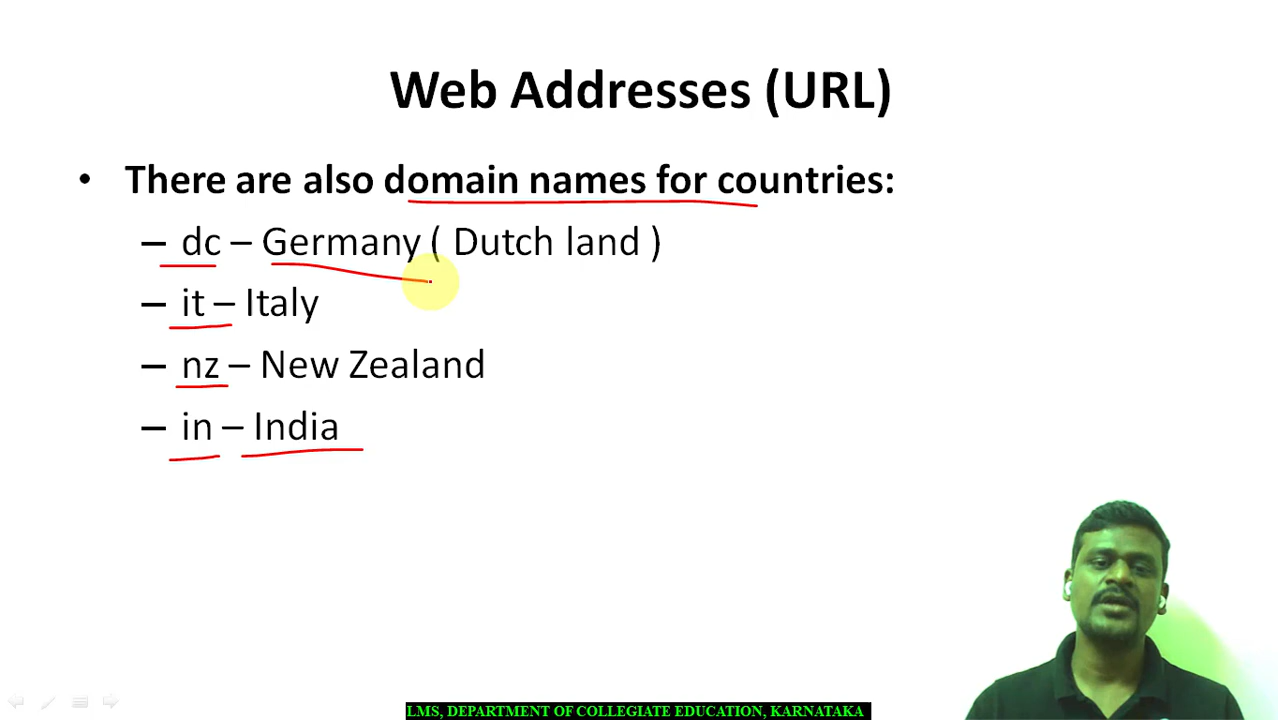 Web Addresses (URL)
• There are also domain names for countries:
– dc – Germany ( Dutch land )
– it – Italy
– nz – New Zealand
– in – India
LMS, DEPARTMENT OF COLLEGIATE EDUCATION, KARNATAKA